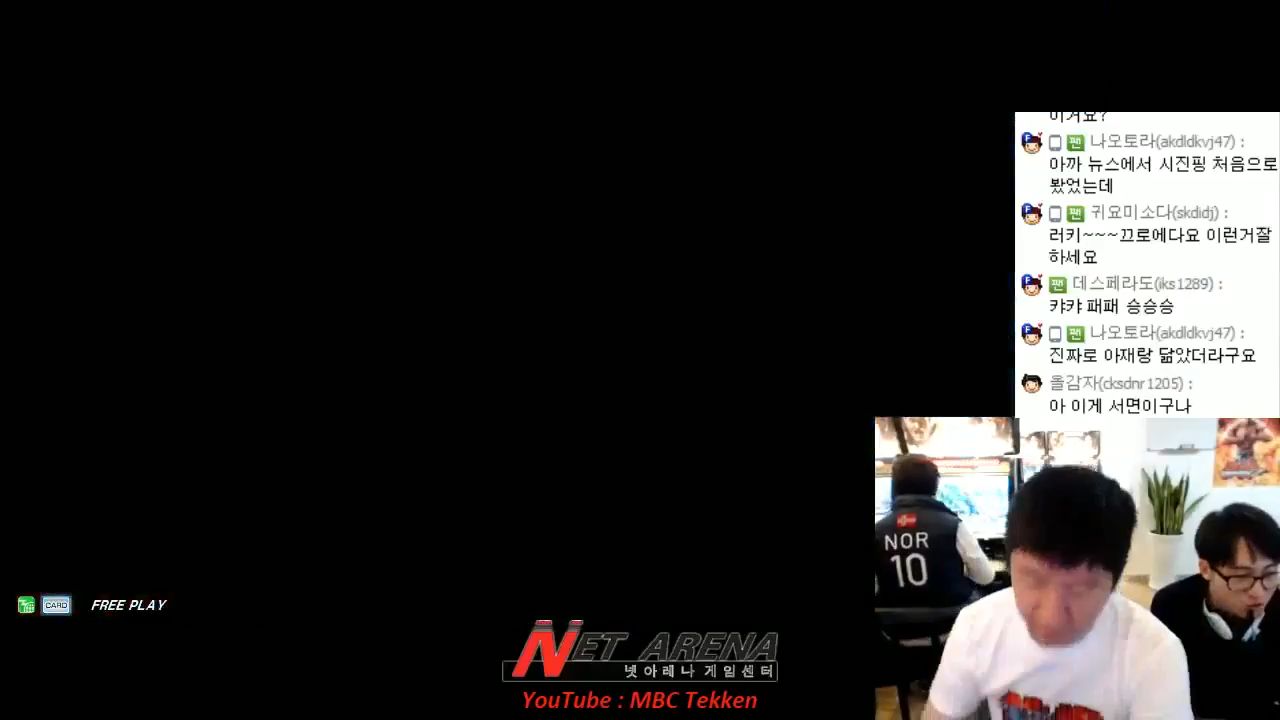 이겨요?
나오토라(akdldkvj47) :
아까 뉴스에서 시진핑 처음으로
봤었는데
귀요미소다(skdidj) :
러키~~~끄로에다요 이런거잘
하세요
데스페라도(iks1289) :
캬캬 패패 승승승
나오토라(akdldkvj47) :
진짜로 아재랑 닮았더라구요
올감자(cksdnr1205) :
아 이게 서면이구나
NOR
10
CARD FREE PLAY
NET ARENA
넷아레나 게임센터
YouTube : MBC Tekken